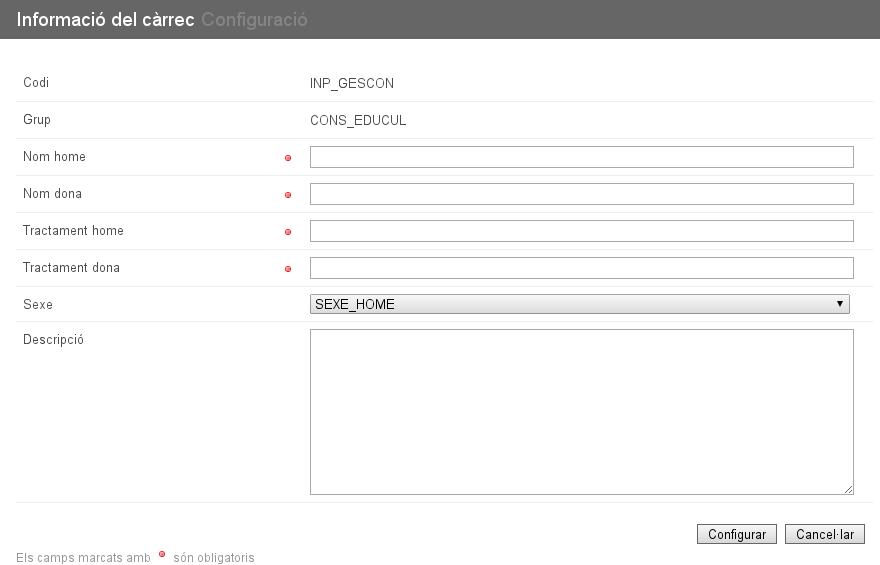 Informació del càrrec Configuració
Codi INP_GESCON
Grup CONS_EDUCUL
Nom home
Nom dona
Tractament home
Tractament dona
Sexe SEXE_HOME
Descripció
Configurar Cancel·lar
Els camps marcats amb són obligatoris